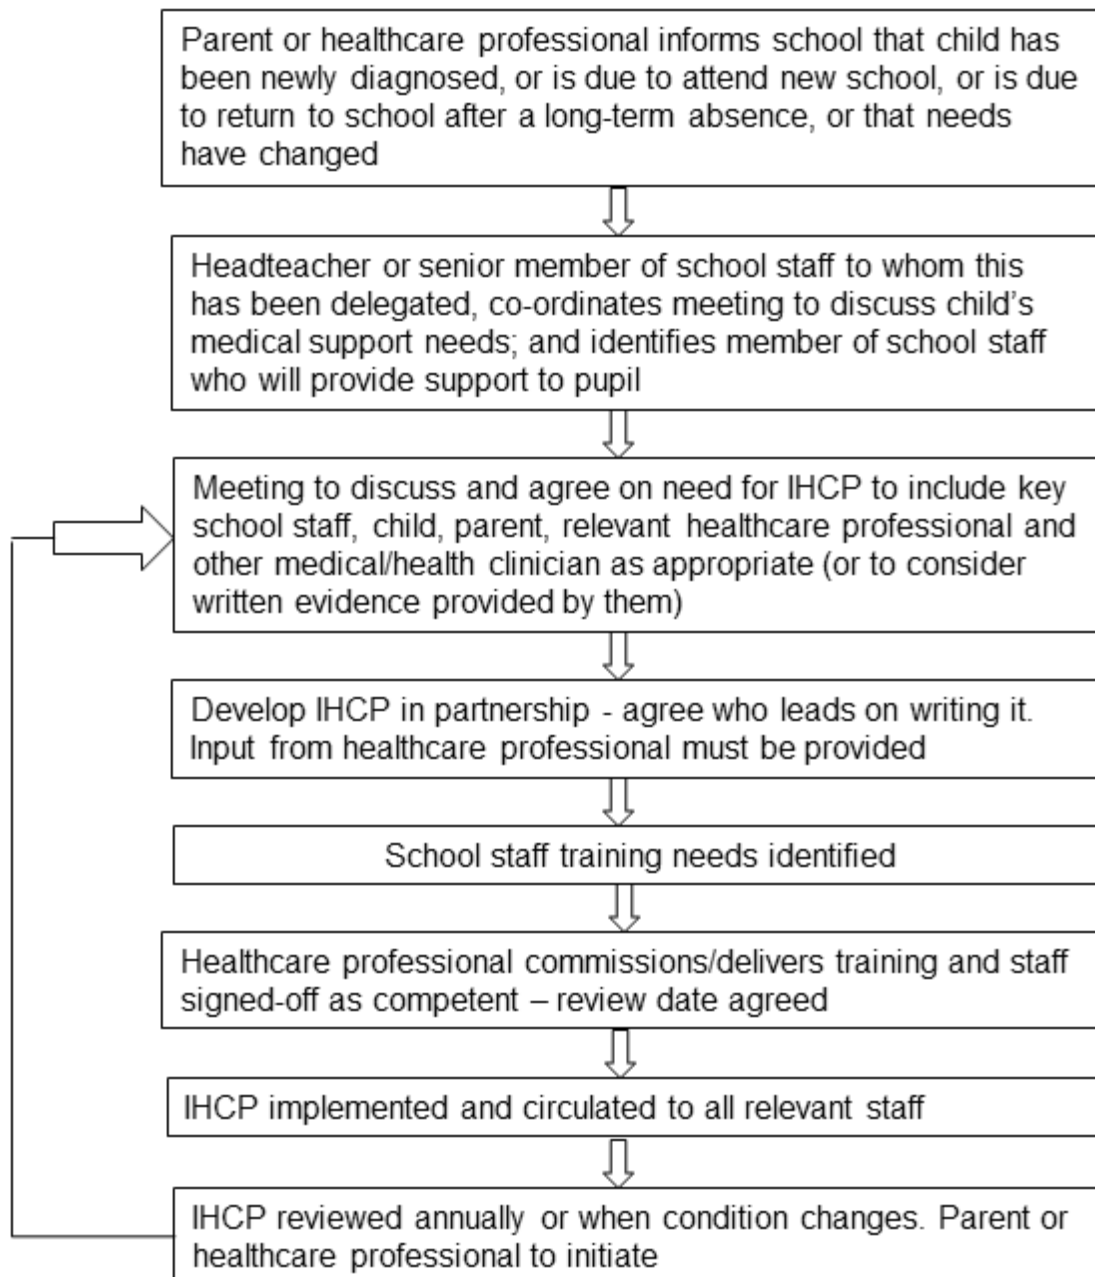 Parent or healthcare professional informs school that child has
been newly diagnosed, or is due to attend new school, or is due
to return to school after a long-term absence, or that needs
have changed
Headteacher or senior member of school staff to whom this
has been delegated, co-ordinates meeting to discuss child's
medical support needs; and identifies member of school staff
who will provide support to pupil
Meeting to discuss and agree on need for IHCP to include key
school staff, child, parent, relevant healthcare professional and
other medical/health clinician as appropriate (or to consider
written evidence provided by them)
Develop IHCP in partnership - agree who leads on writing it.
Input from healthcare professional must be provided
School staff training needs identified
Healthcare professional commissions/delivers training and staff
signed-off as competent – review date agreed
IHCP implemented and circulated to all relevant staff
IHCP reviewed annually or when condition changes. Parent or
healthcare professional to initiate